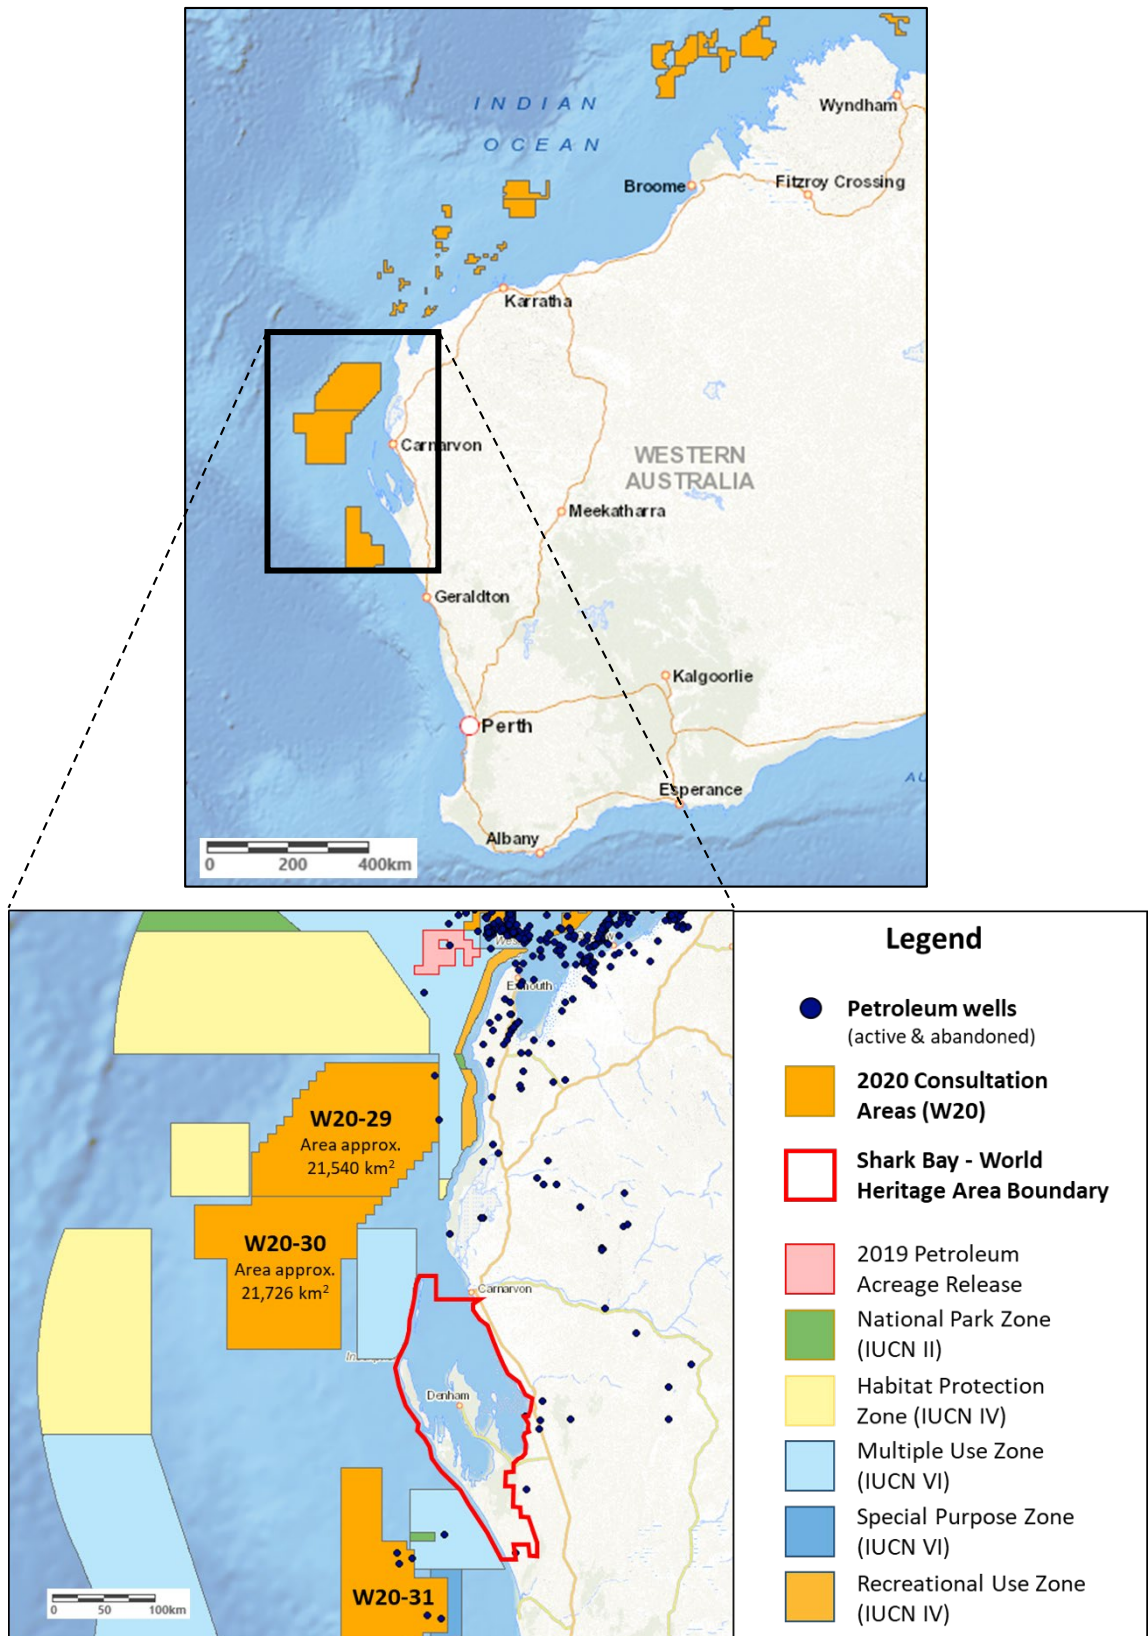 INDIAN
OCEAN
Wyndham
Broome
Fitzroy Crossing
Karratha
Carnarvon
WESTERN
AUSTRALIA
Meekatharra
Geraldton
Kalgoorlie
Perth
Esperance
AU
Albany
0 200 400km
Exmouth
W20-29
Area approx.
21,540 km²
W20-30
Area approx.
21,726 km²
Carnarvon
Denham
W20-31
0 50 100km
Legend
Petroleum wells
(active & abandoned)
2020 Consultation
Areas (W20)
Shark Bay - World
Heritage Area Boundary
2019 Petroleum
Acreage Release
National Park Zone
(IUCN II)
Habitat Protection
Zone (IUCN IV)
Multiple Use Zone
(IUCN VI)
Special Purpose Zone
(IUCN VI)
Recreational Use Zone
(IUCN IV)